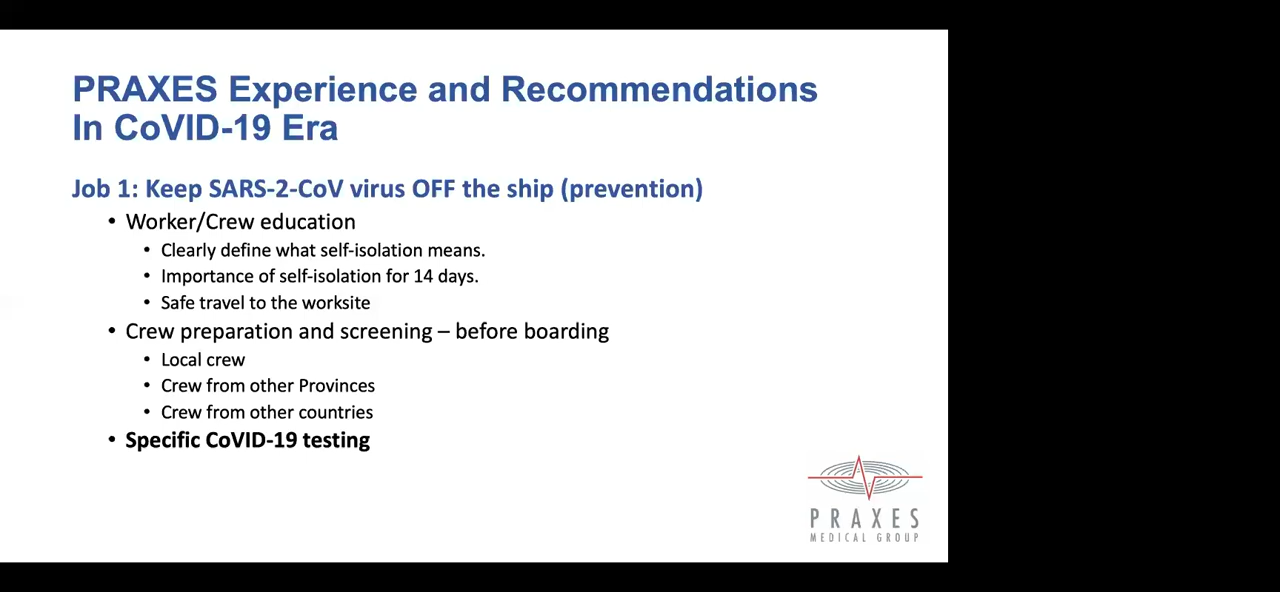 PRAXES Experience and Recommendations
In CoVID-19 Era
Job 1: Keep SARS-2-CoV virus OFF the ship (prevention)
• Worker/Crew education
• Clearly define what self-isolation means.
• Importance of self-isolation for 14 days.
• Safe travel to the worksite
• Crew preparation and screening – before boarding
• Local crew
• Crew from other Provinces
• Crew from other countries
• Specific CoVID-19 testing
PRAXES
MEDICAL GROUP